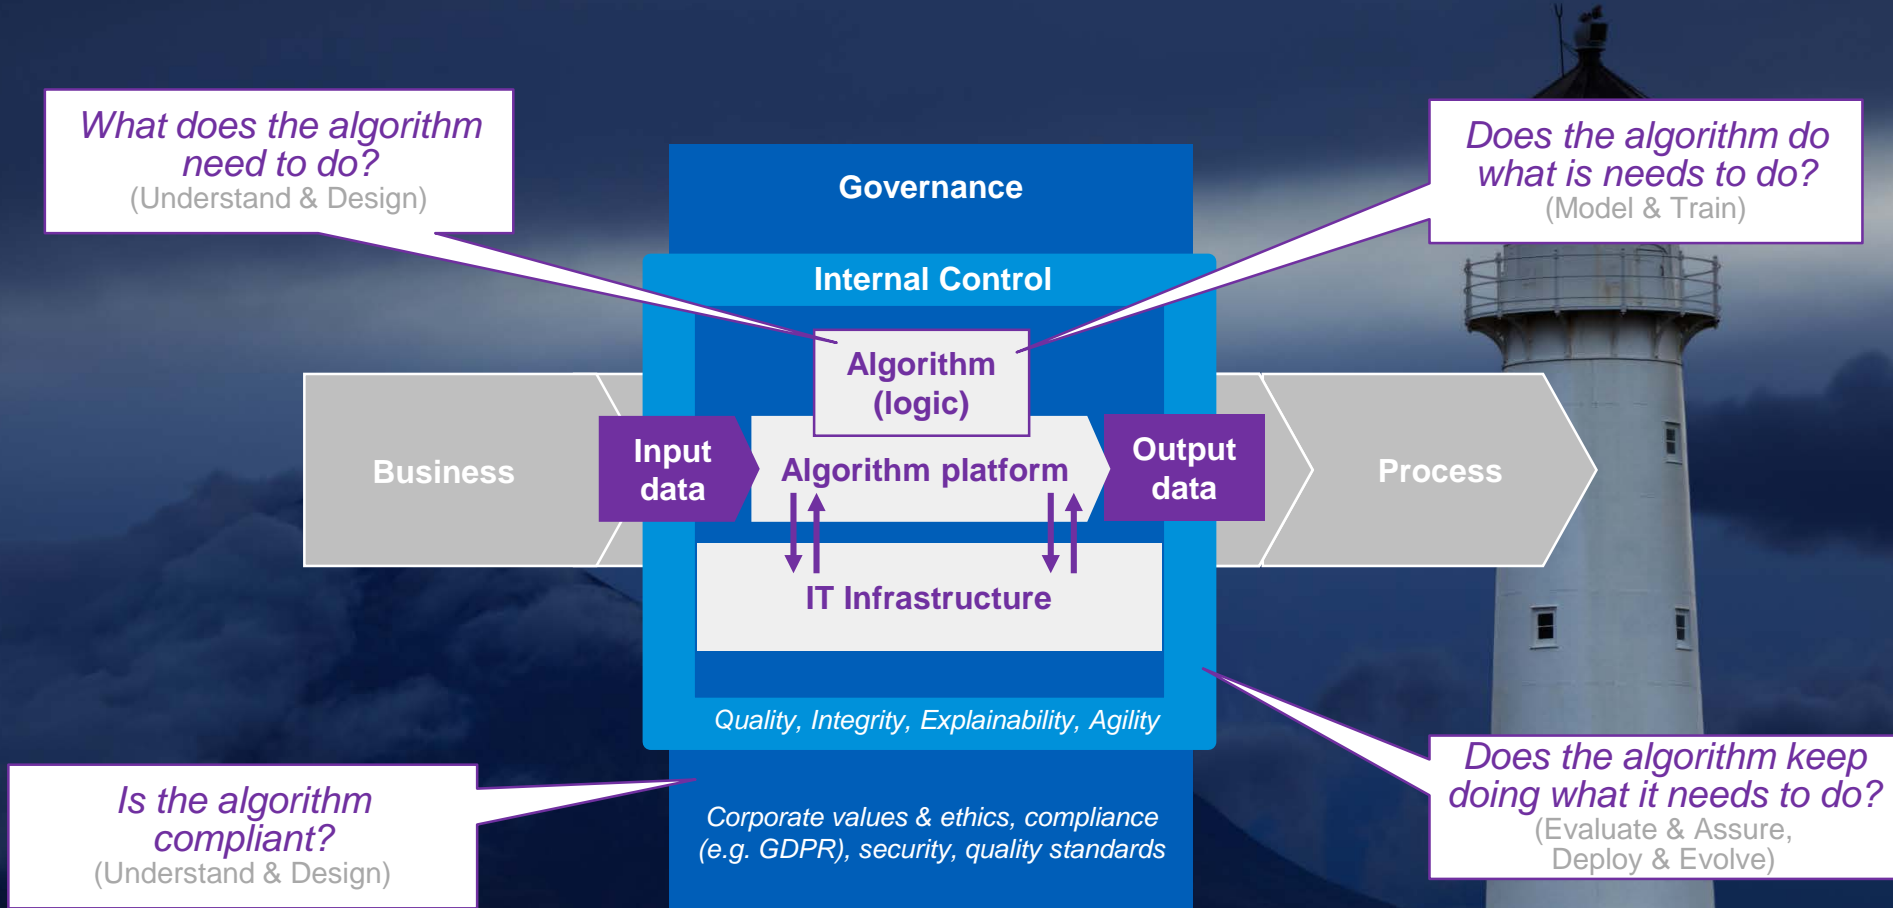 What does the algorithm
need to do?
(Understand & Design)
Does the algorithm do
what is needs to do?
(Model & Train)
Governance
Internal Control
Algorithm
(logic)
Business
Input
data
Algorithm platform
Output
data
Process
IT Infrastructure
Quality, Integrity, Explainability, Agility
Is the algorithm
compliant?
(Understand & Design)
Corporate values & ethics, compliance
(e.g. GDPR), security, quality standards
Does the algorithm keep
doing what it needs to do?
(Evaluate & Assure,
Deploy & Evolve)